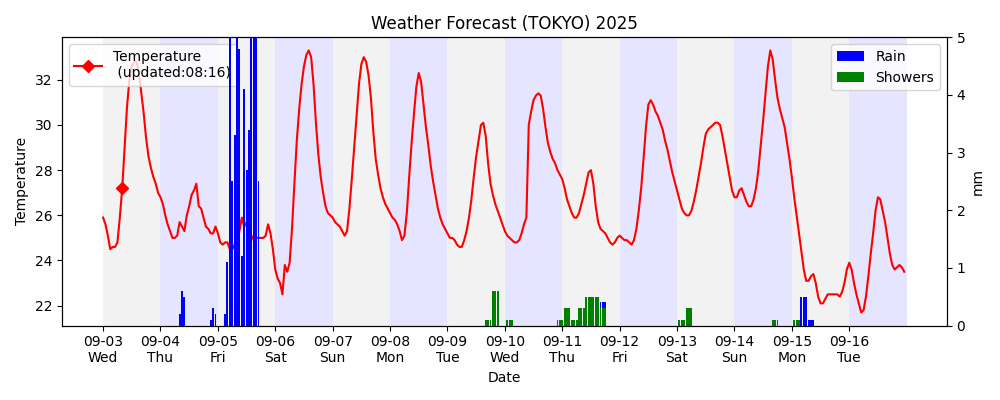 Weather Forecast (TOKYO) 2025
Temperature
(updated:08:16)
Rain
Showers
Temperature
32
30
28
26
24
22
5
4
3
2
1
0
mm
09-03 09-04 09-05 09-06 09-07 09-08 09-09 09-10 09-11 09-12 09-13 09-14 09-15 09-16
Wed Thu Fri Sat Sun Mon Tue Wed Thu Fri Sat Sun Mon Tue
Date